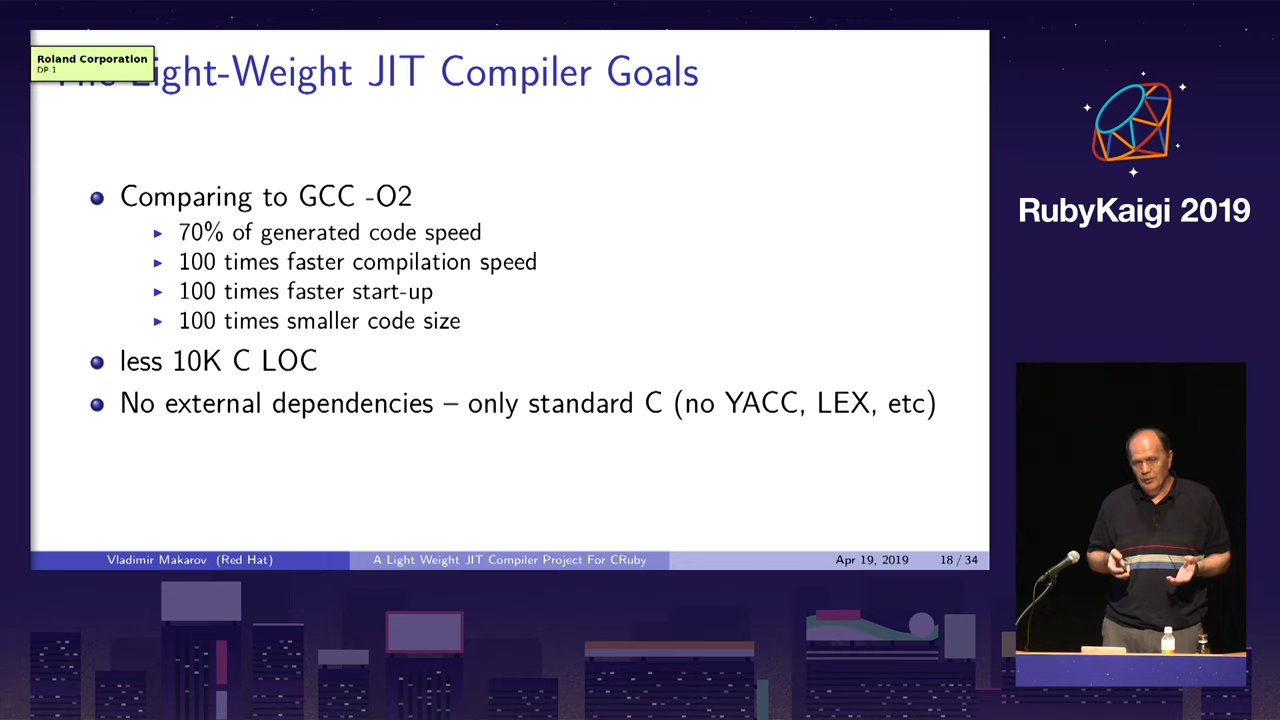 Roland Corporation
DP-1
The Light-Weight JIT Compiler Goals
Comparing to GCC -O2
70% of generated code speed
100 times faster compilation speed
100 times faster start-up
100 times smaller code size
less 10K C LOC
No external dependencies – only standard C (no YACC, LEX, etc)
Vladimir Makarov (Red Hat)
A Light Weight JIT Compiler Project For CRuby
Apr 19, 2019
18 / 34
RubyKaigi 2019